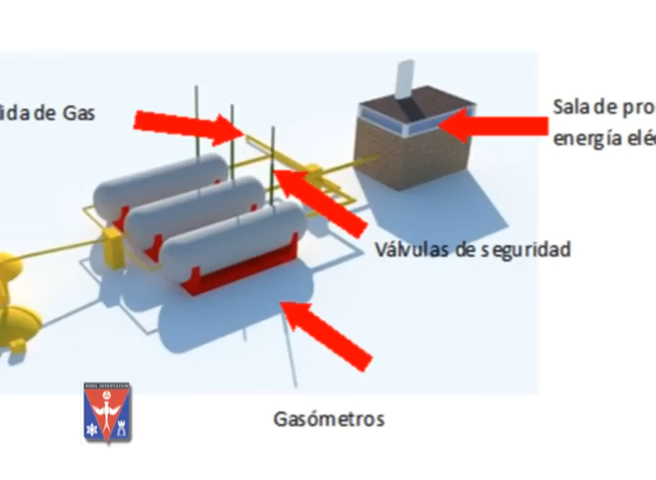 ida de Gas
Sala de pro
energía elé
Válvulas de seguridad
Gasómetros